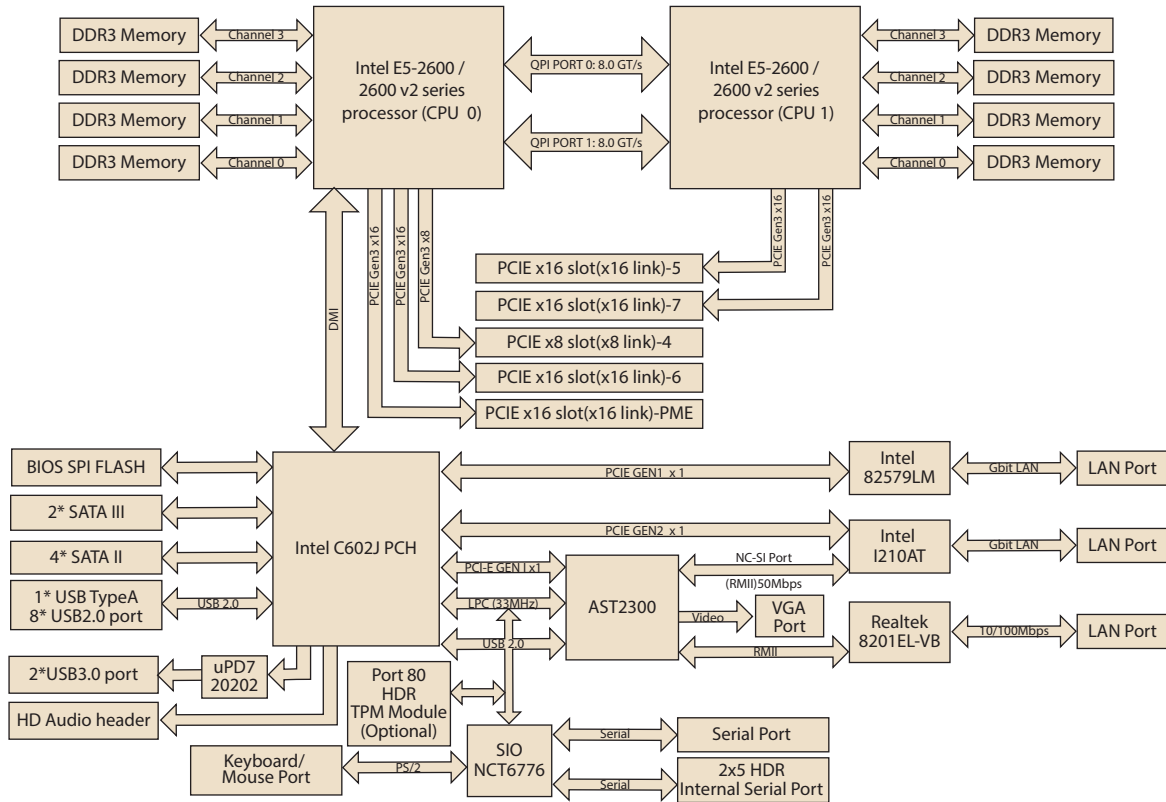 DDR3 Memory
Channel 3
DDR3 Memory
Channel 2
DDR3 Memory
Channel 1
DDR3 Memory
Channel 0
Intel E5-2600 /
2600 v2 series
processor (CPU 0)
QPI PORT 0: 8.0 GT/s
QPI PORT 1: 8.0 GT/s
Intel E5-2600 /
2600 v2 series
processor (CPU 1)
Channel 3
DDR3 Memory
Channel 2
DDR3 Memory
Channel 1
DDR3 Memory
Channel 0
DDR3 Memory
DMI
PCIE Gen3 x16
PCIE Gen3 x16
PCIE Gen3 x8
PCIE Gen3 x16
PCIE Gen3 x16
PCIE x16 slot(x16 link)-5
PCIE x16 slot(x16 link)-7
PCIE x8 slot(x8 link)-4
PCIE x16 slot(x16 link)-6
PCIE x16 slot(x16 link)-PME
BIOS SPI FLASH
2* SATA III
4* SATA II
1* USB TypeA
8* USB2.0 port
USB 2.0
2*USB3.0 port
uPD7
20202
HD Audio header
Intel C602J PCH
PCIE GEN1 x 1
Intel
82579LM
Gbit LAN
LAN Port
PCIE GEN2 x 1
Intel
I210AT
Gbit LAN
LAN Port
PCI-E GEN I x1
LPC (33MHz)
USB 2.0
AST2300
NC-SI Port
(RMII)50Mbps
Video
VGA
Port
RMII
Realtek
8201EL-VB
10/100Mbps
LAN Port
Port 80
HDR
TPM Module
(Optional)
Keyboard/
Mouse Port
PS/2
SIO
NCT6776
Serial
Serial Port
Serial
2x5 HDR
Internal Serial Port